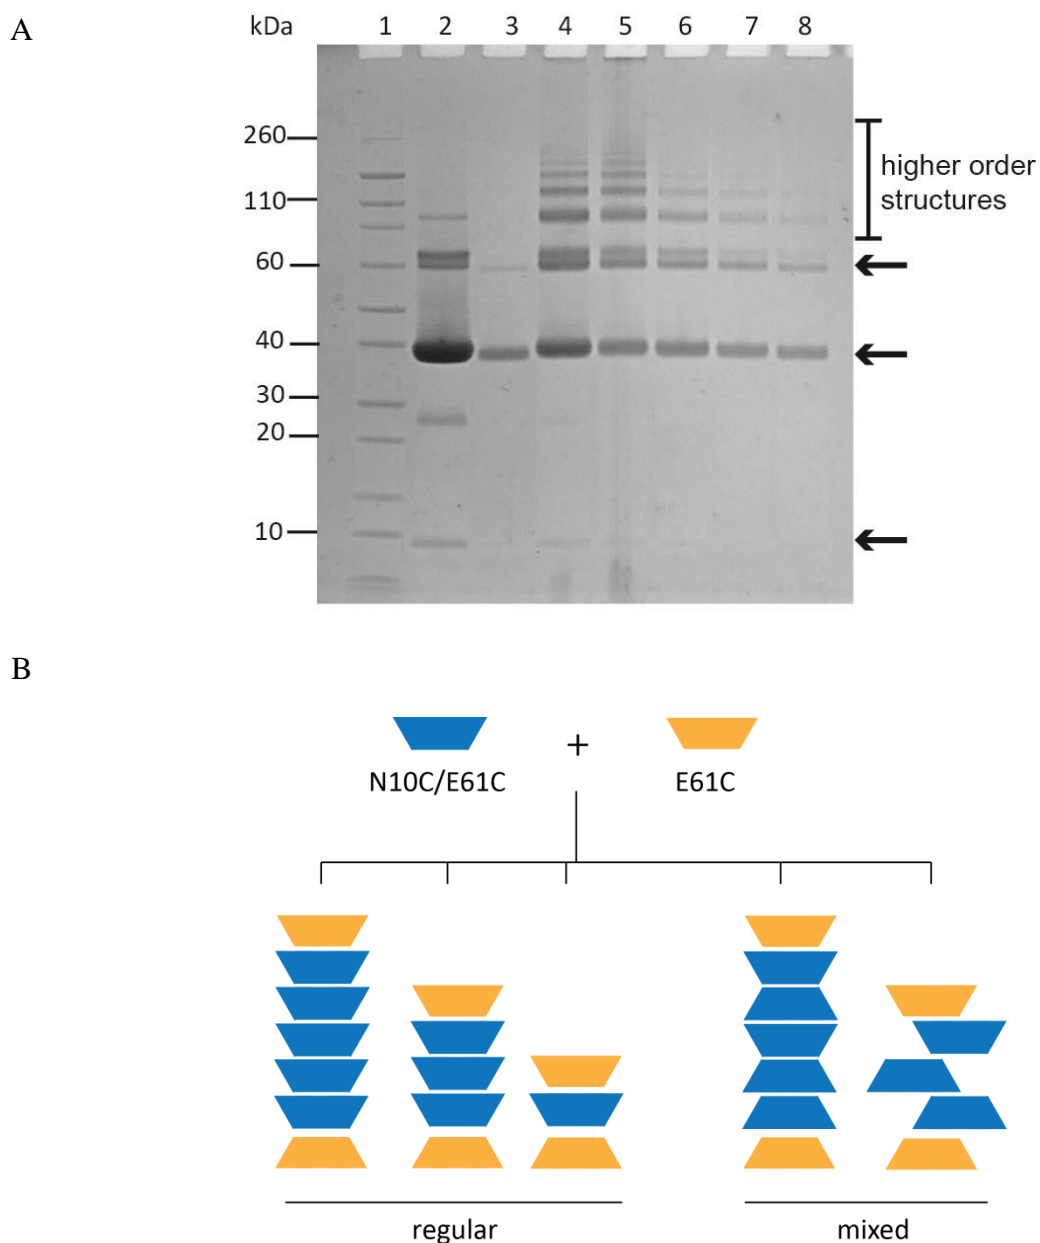 A
kDa 1 2 3 4 5 6 7 8
260
110
60
40
30
20
10
higher order
structures
B
+
N10C/E61C E61C
regular mixed